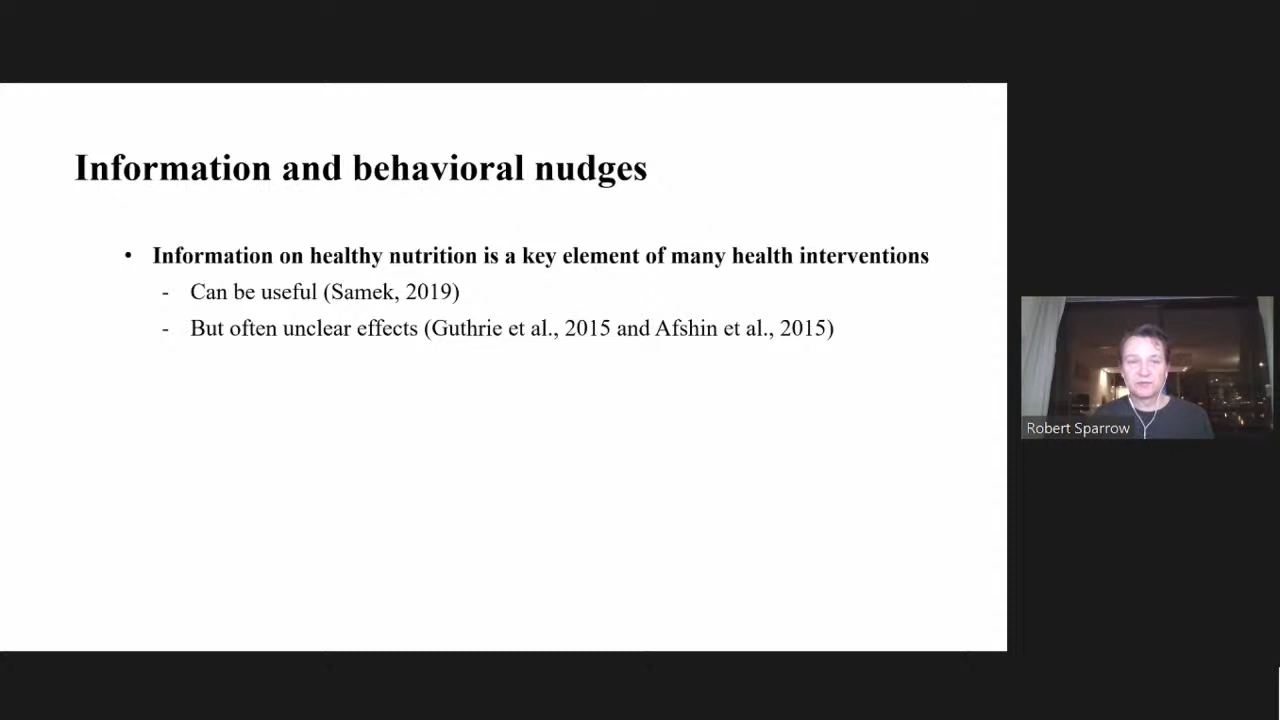 Information and behavioral nudges
• Information on healthy nutrition is a key element of many health interventions
- Can be useful (Samek, 2019)
- But often unclear effects (Guthrie et al., 2015 and Afshin et al., 2015)
Robert Sparrow